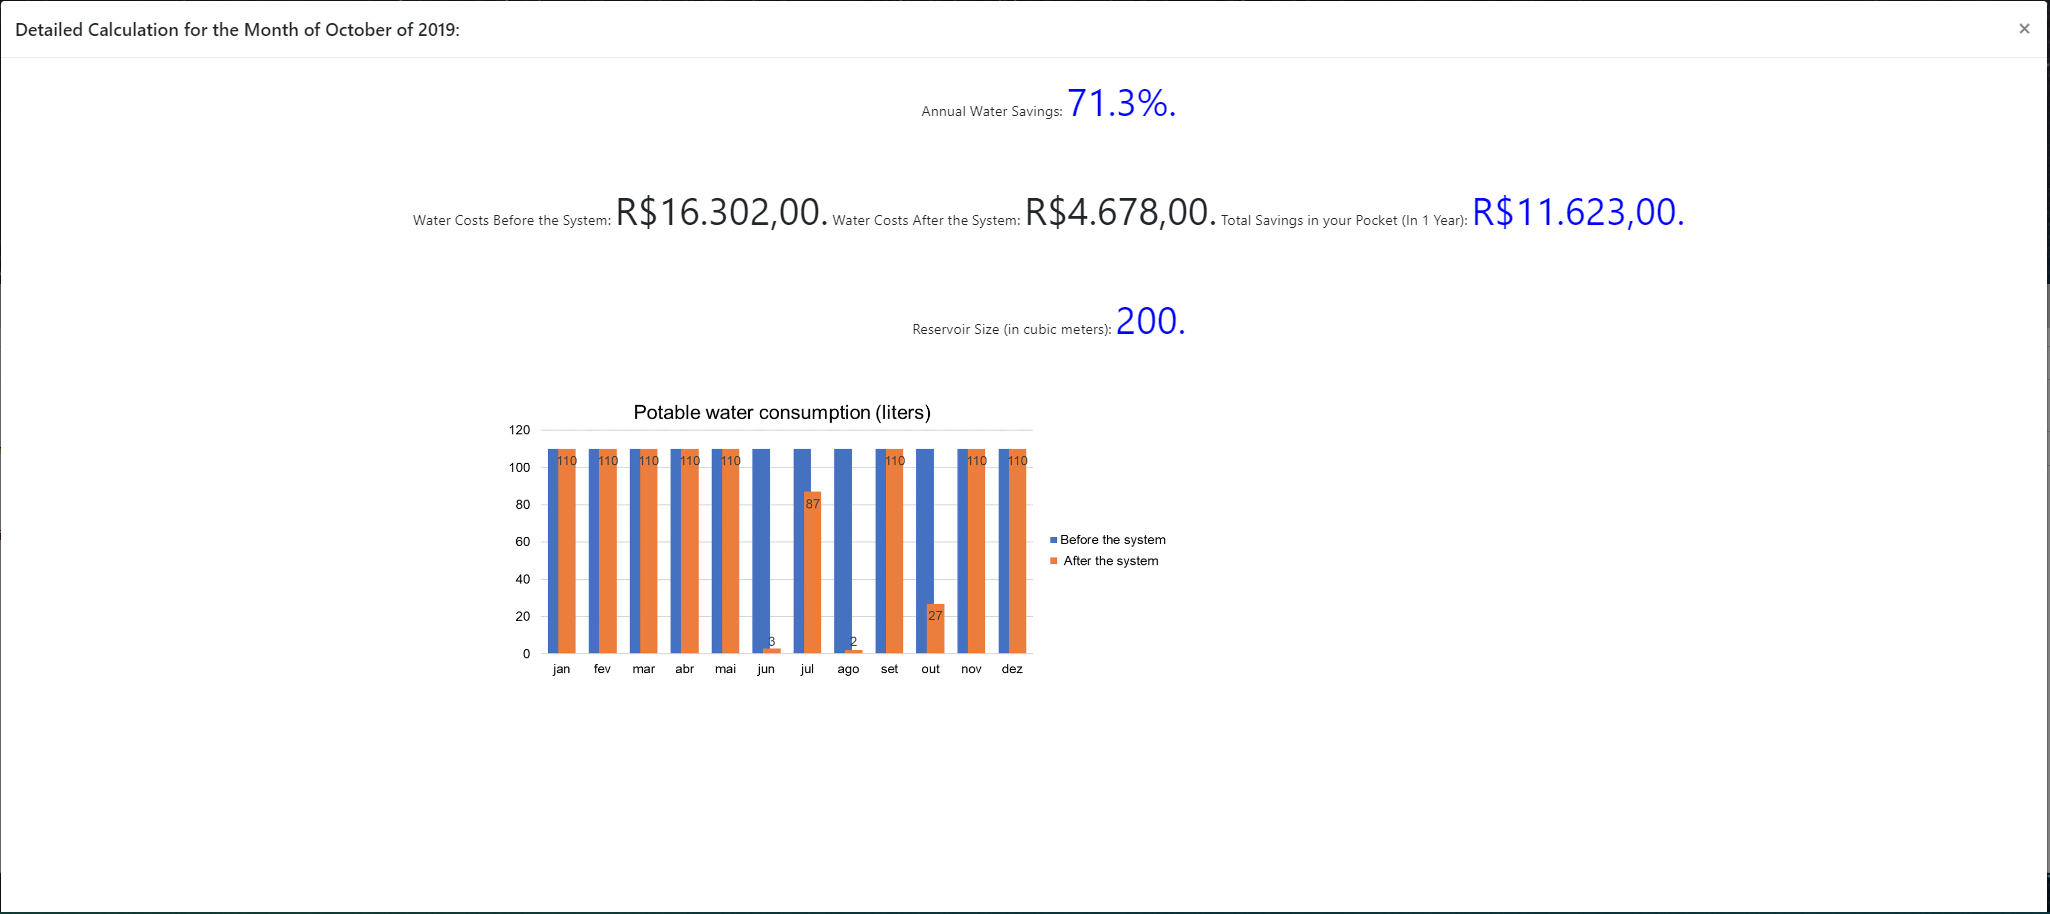 Detailed Calculation for the Month of October of 2019:
×
Annual Water Savings: 71.3%.
Water Costs Before the System: R$16.302,00. Water Costs After the System: R$4.678,00. Total Savings in your Pocket (In 1 Year): R$11.623,00.
Reservoir Size (in cubic meters): 200.
Potable water consumption (liters)
120
100
80
60
40
20
0
110 110 110 110 110 3 87 2 110 27 110 110
jan fev mar abr mai jun jul ago set out nov dez
Before the system
After the system